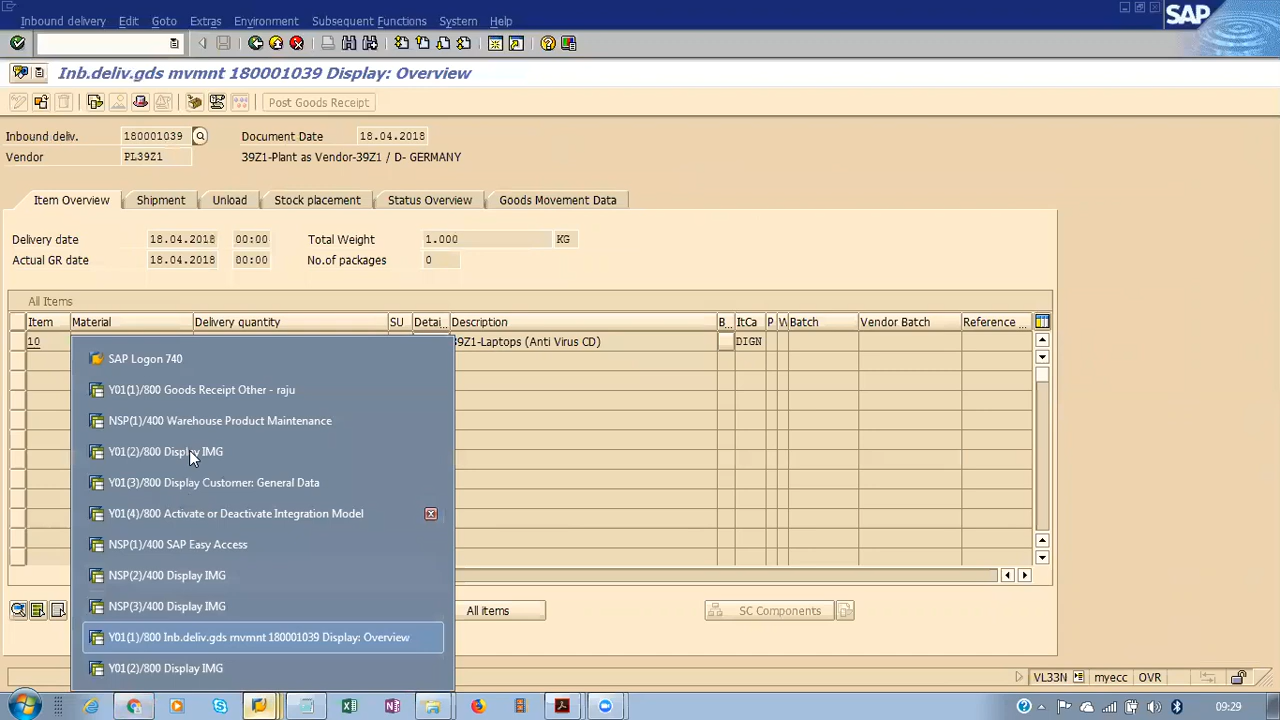 Inbound delivery Edit Goto Extras Environment Subsequent Functions System Help
SAP
Inb.deliv.gds mvmnt 180001039 Display: Overview
Post Goods Receipt
Inbound deliv. 180001039 Document Date 18.04.2018
Vendor PL39Z1 39Z1-Plant as Vendor-39Z1 / D- GERMANY
Item Overview Shipment Unload Stock placement Status Overview Goods Movement Data
Delivery date 18.04.2018 00:00 Total Weight 1.000 KG
Actual GR date 18.04.2018 00:00 No.of packages 0
All Items
Item Material Delivery quantity SU Detai.. Description B.. ItCa P W Batch Vendor Batch Reference ...
10 39Z1-Laptops (Anti Virus CD) DIGN
SAP Logon 740
Y01(1)/800 Goods Receipt Other - raju
NSP(1)/400 Warehouse Product Maintenance
Y01(2)/800 Display IMG
Y01(3)/800 Display Customer: General Data
Y01(4)/800 Activate or Deactivate Integration Model
NSP(1)/400 SAP Easy Access
NSP(2)/400 Display IMG
NSP(3)/400 Display IMG
Y01(1)/800 Inb.deliv.gds mvmnt 180001039 Display: Overview
Y01(2)/800 Display IMG
All items SC Components
VL33N myecc OVR
09:29